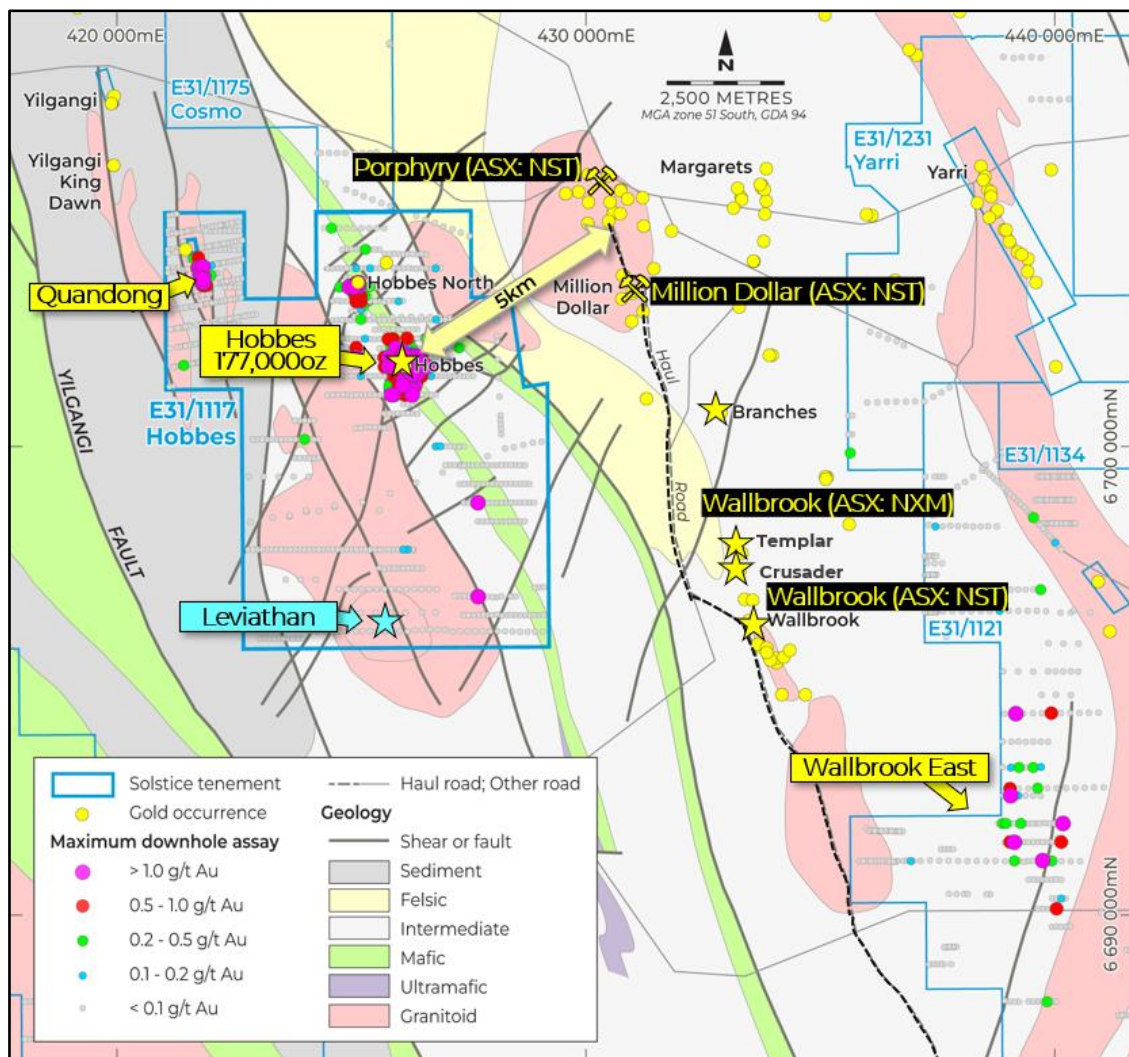 420 000mE
430 000mE
440 000mE
N
2,500 METRES
MGA zone 51 South, GDA 94
E31/1175
Cosmo
E31/1231
Yarri
Yilgangi
Yilgangi
King
Dawn
Porphyry (ASX: NST)
Margarets
Yarri
Quandong
Hobbes North
5km
Million
Dollar
Million Dollar (ASX: NST)
Hobbes
177,000oz
Hobbes
Haul
Road
E31/1117
Hobbes
YILGANGI
FAULT
Branches
E31/1134
6 700 000mN
Wallbrook (ASX: NXM)
Templar
Crusader
Wallbrook (ASX: NST)
Wallbrook
E31/1121
Leviathan
Wallbrook East
6 690 000mN
Solstice tenement
Gold occurrence
Maximum downhole assay
> 1.0 g/t Au
0.5 - 1.0 g/t Au
0.2 - 0.5 g/t Au
0.1 - 0.2 g/t Au
< 0.1 g/t Au
Haul road; Other road
Geology
Shear or fault
Sediment
Felsic
Intermediate
Mafic
Ultramafic
Granitoid